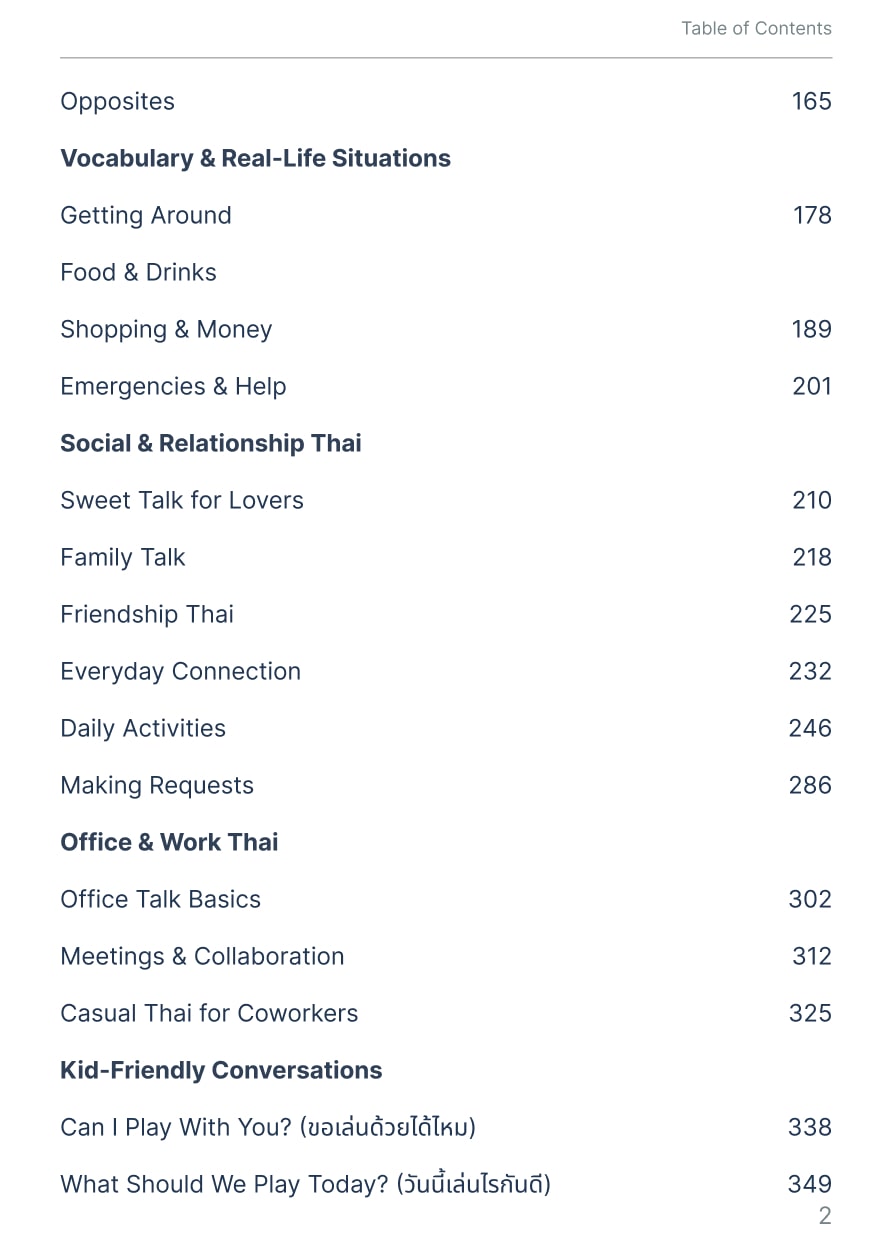 Table of Contents
Opposites 165
Vocabulary & Real-Life Situations
Getting Around 178
Food & Drinks
Shopping & Money 189
Emergencies & Help 201
Social & Relationship Thai
Sweet Talk for Lovers 210
Family Talk 218
Friendship Thai 225
Everyday Connection 232
Daily Activities 246
Making Requests 286
Office & Work Thai
Office Talk Basics 302
Meetings & Collaboration 312
Casual Thai for Coworkers 325
Kid-Friendly Conversations
Can I Play With You? (ขอเล่นด้วยได้ไหม) 338
What Should We Play Today? (วันนี้เล่นไรกันดี) 349
2